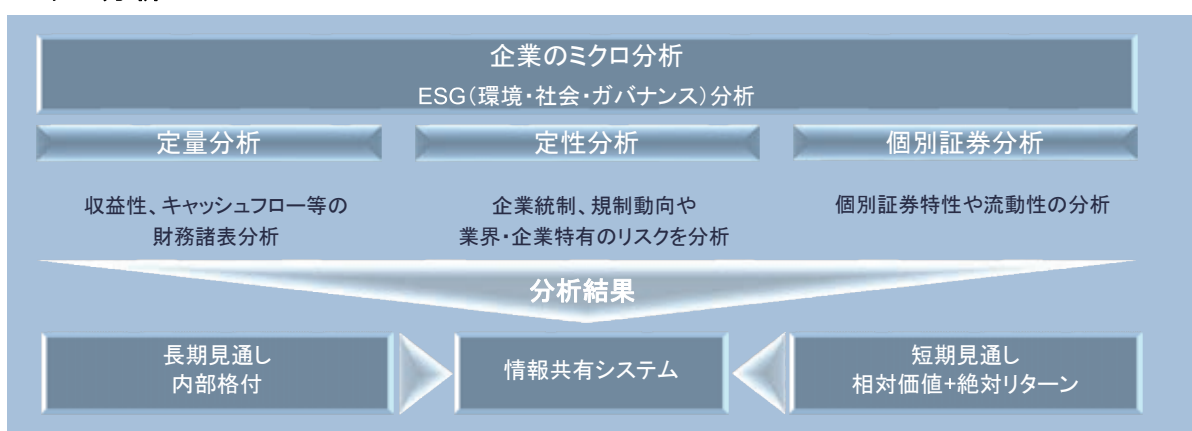 企業のミクロ分析
ESG(環境・社会・ガバナンス)分析
定量分析
定性分析
個別証券分析
収益性、キャッシュフロー等の
財務諸表分析
企業統制、規制動向や
業界・企業特有のリスクを分析
個別証券特性や流動性の分析
分析結果
長期見通し
内部格付
情報共有システム
短期見通し
相対価値+絶対リターン